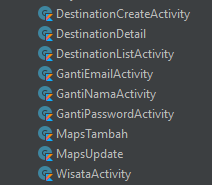 DestinationCreateActivity
DestinationDetail
DestinationListActivity
GantiEmailActivity
GantiNamaActivity
GantiPasswordActivity
MapsTambah
MapsUpdate
WisataActivity